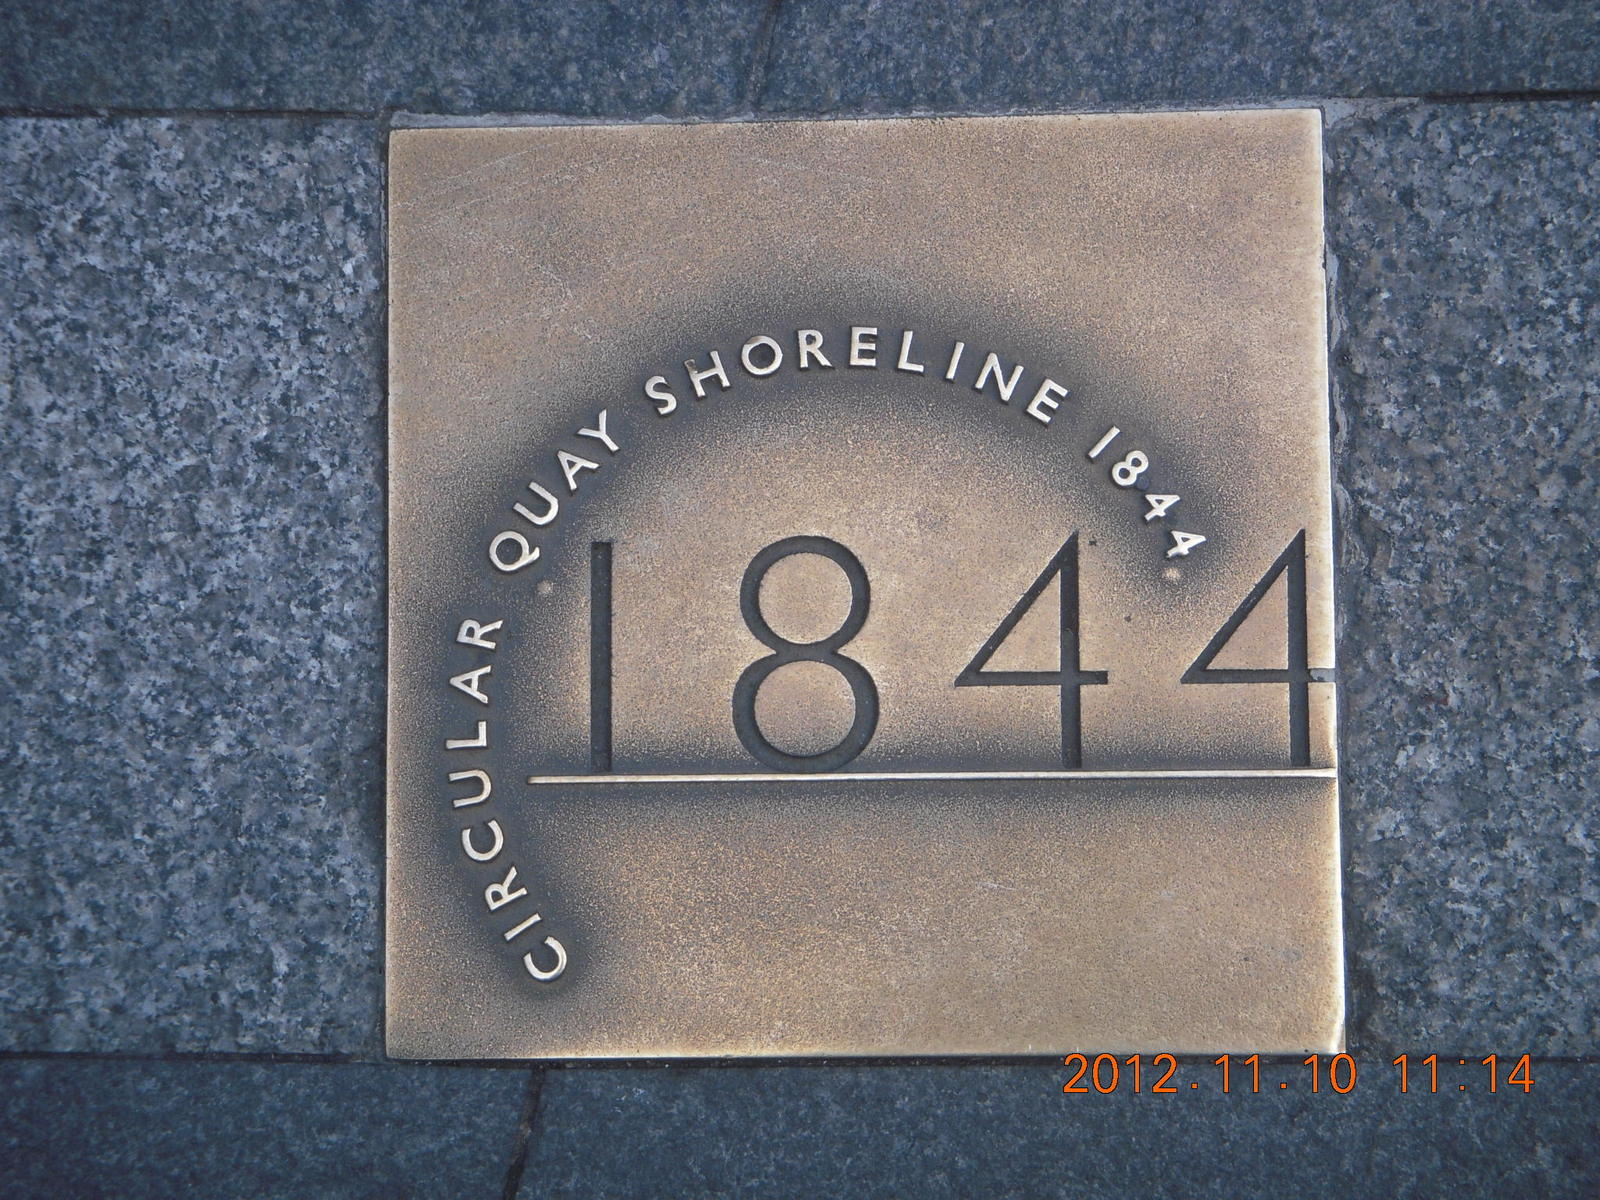 CIRCULAR QUAY SHORELINE 1844
1844
2012.11.10 11:14